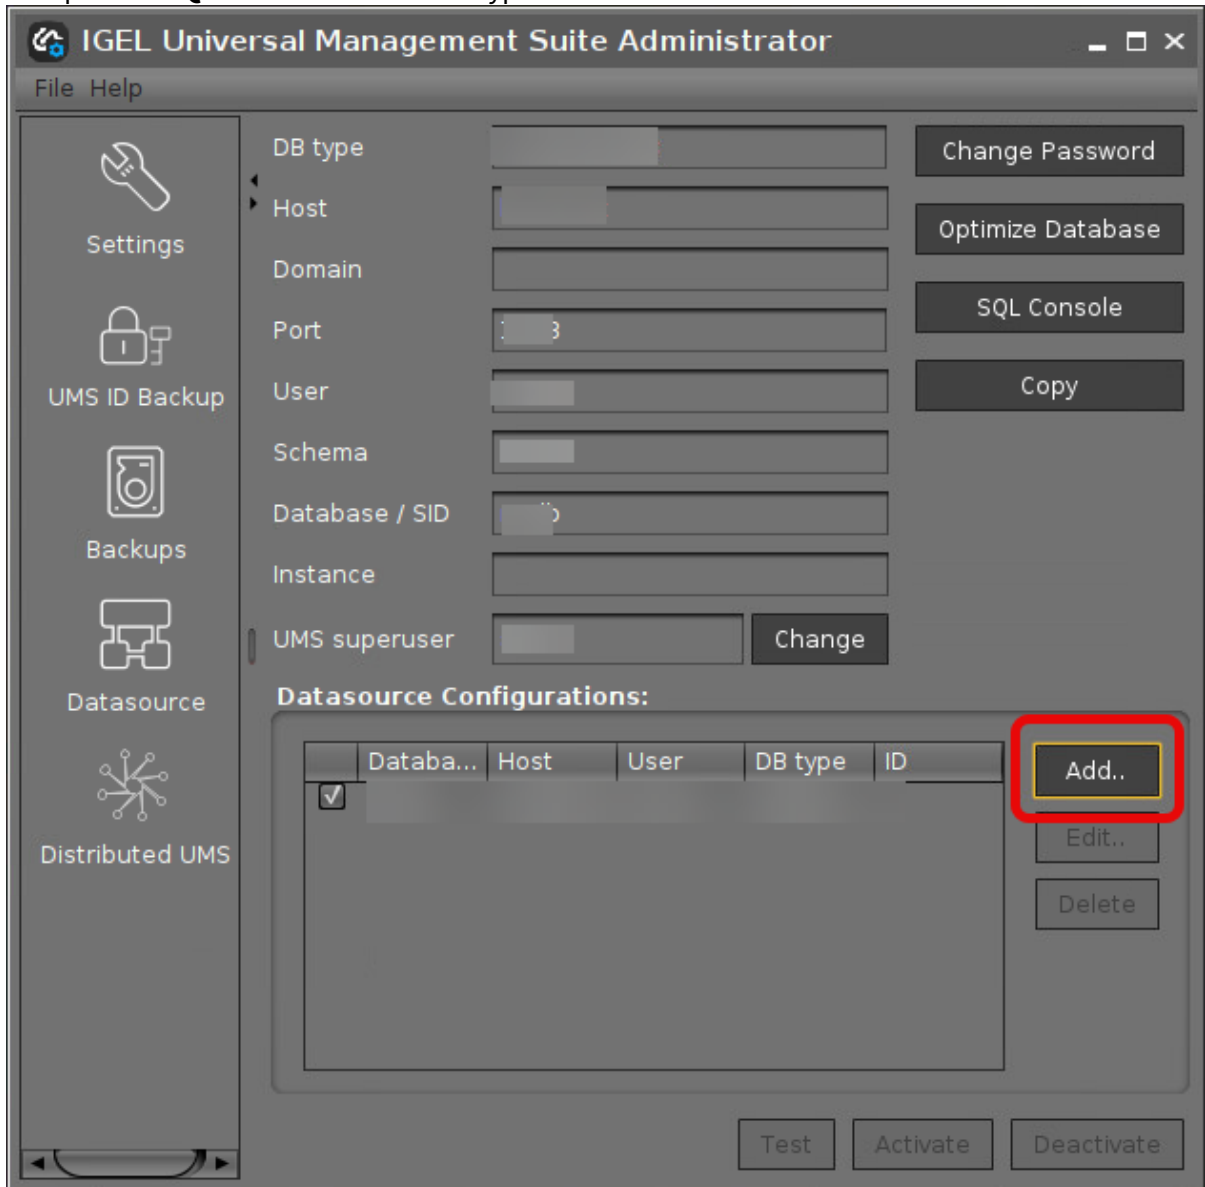 IGEL Universal Management Suite Administrator
File Help
Settings
UMS ID Backup
Backups
Datasource
Distributed UMS
DB type
Host
Domain
Port
3
User
Schema
Database / SID
Instance
UMS superuser
Change
Change Password
Optimize Database
SQL Console
Copy
Datasource Configurations:
Databa... Host User DB type ID
Add..
Edit..
Delete
Test Activate Deactivate